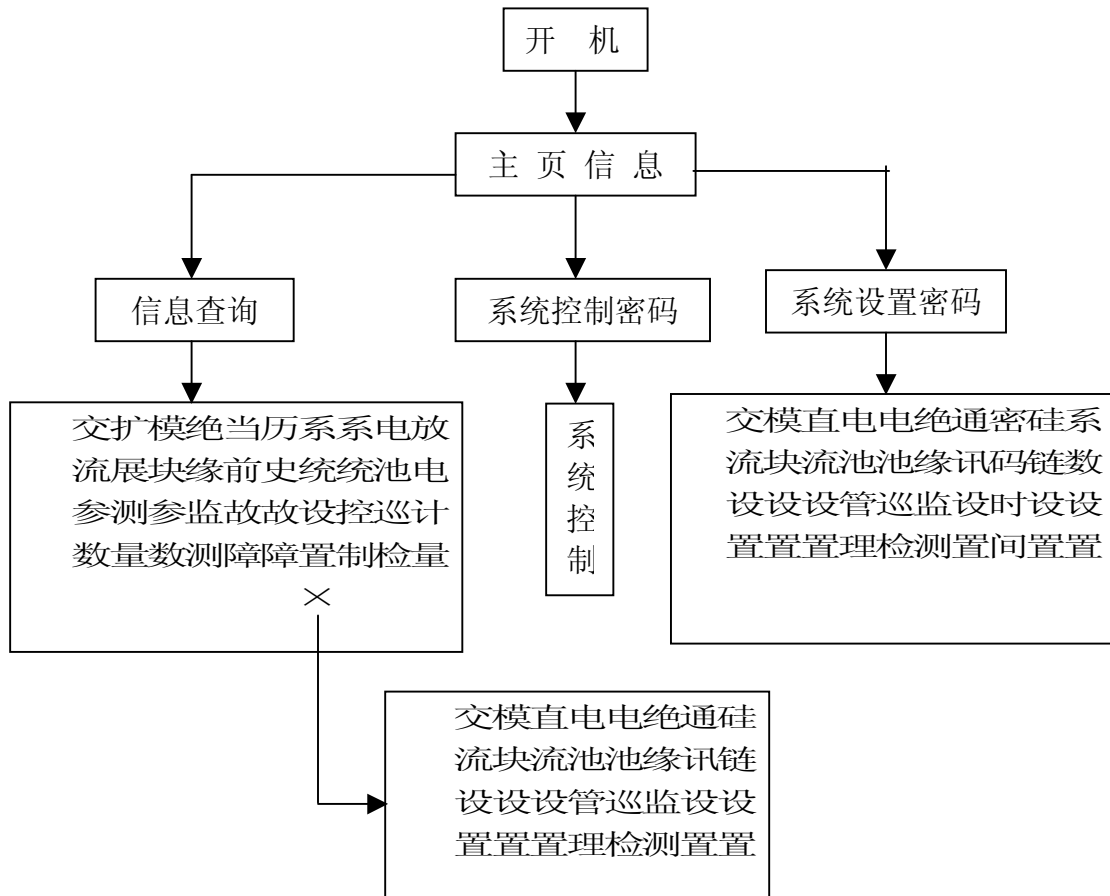 开 机
主 页 信 息
信息查询
系统控制密码
系统设置密码
交流参数
扩展测量
模块参数
绝缘监测
当前故障
历史故障
系统设置
系统控制
电池巡检
放电计量
系统控制
交流设置
模块设置
直流设置
电池管理
电池巡检
绝缘监测
通讯设置
密码时间
硅链设置
系数设置
交流设置
模块设置
直流设置
电池管理
电池巡检
绝缘监测
通讯设置
硅链设置